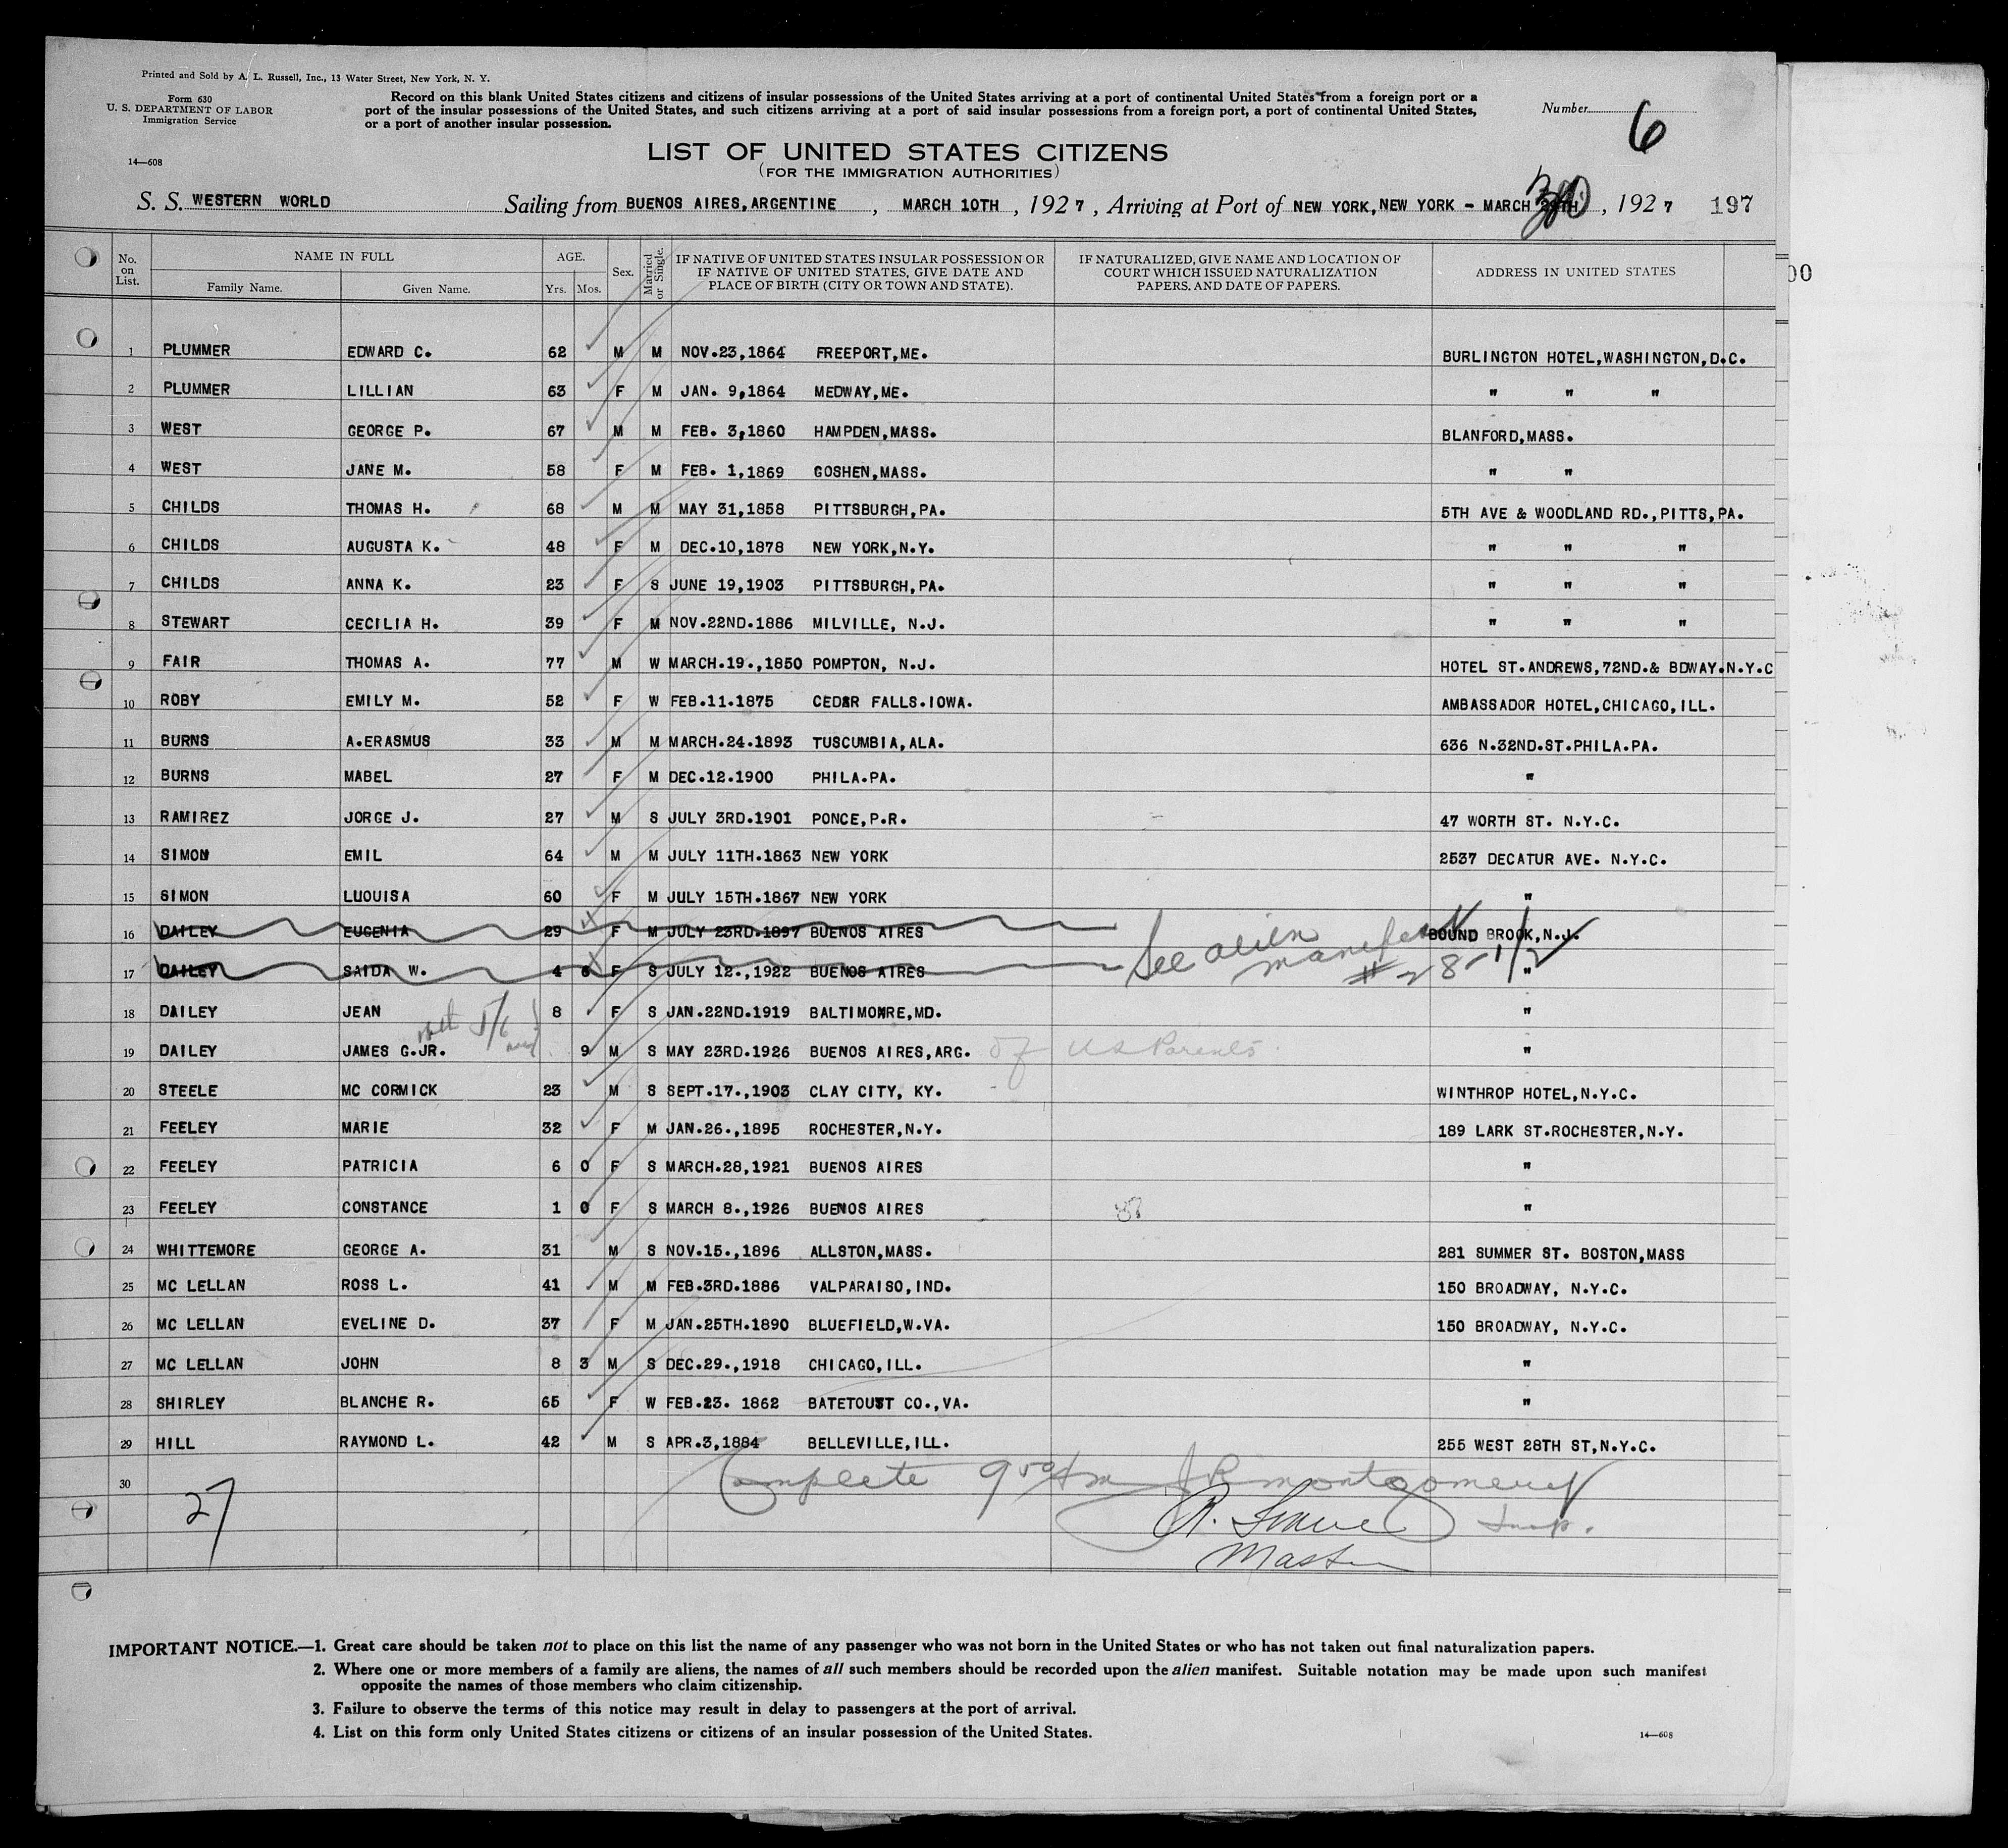 Printed and Sold by A. L. Russell, Inc., 13 Water Street, New York, N. Y.
Form 630
U. S. DEPARTMENT OF LABOR
Immigration Service
14—608
Record on this blank United States citizens and citizens of insular possessions of the United States arriving at a port of continental United States from a foreign port or a
port of the insular possessions of the United States, and such citizens arriving at a port of said insular possessions from a foreign port, a port of continental United States,
or a port of another insular possession.
Number 6
LIST OF UNITED STATES CITIZENS
(FOR THE IMMIGRATION AUTHORITIES)
S. S. WESTERN WORLD Sailing from BUENOS AIRES, ARGENTINE, MARCH 10TH, 1927, Arriving at Port of NEW YORK, NEW YORK - MARCH 30, 1927 197
No. on List. NAME IN FULL Family Name. Given Name. AGE. Yrs. Mos. Sex. Married or Single. IF NATIVE OF UNITED STATES INSULAR POSSESSION OR IF NATIVE OF UNITED STATES, GIVE DATE AND PLACE OF BIRTH (CITY OR TOWN AND STATE). IF NATURALIZED, GIVE NAME AND LOCATION OF COURT WHICH ISSUED NATURALIZATION PAPERS, AND DATE OF PAPERS. ADDRESS IN UNITED STATES
00
1 PLUMMER EDWARD C. 62 M M NOV.23,1864 FREEPORT,ME. BURLINGTON HOTEL,WASHINGTON,D.C.
2 PLUMMER LILLIAN 63 F M JAN. 9,1864 MEDWAY,ME. " " "
3 WEST GEORGE P. 67 M M FEB. 3,1860 HAMPDEN,MASS. BLANFORD,MASS.
4 WEST JANE M. 58 F M FEB. 1,1869 GOSHEN,MASS. " "
5 CHILDS THOMAS H. 68 M M MAY 31,1858 PITTSBURGH,PA. 5TH AVE & WOODLAND RD.,PITTS,PA.
6 CHILDS AUGUSTA K. 48 F M DEC.10,1878 NEW YORK,N.Y. " " "
7 CHILDS ANNA K. 23 F S JUNE 19,1903 PITTSBURGH,PA. " " "
8 STEWART CECILIA H. 39 F M NOV.22ND.1886 MILVILLE, N.J. " " "
9 FAIR THOMAS A. 77 M W MARCH.19.,1850 POMPTON, N.J. HOTEL ST.ANDREWS,72ND.& BDWAY.N.Y.C
10 ROBY EMILY M. 52 F W FEB.11.1875 CEDAR FALLS.IOWA. AMBASSADOR HOTEL,CHICAGO,ILL.
11 BURNS A.ERASMUS 33 M M MARCH.24.1893 TUSCUMBIA,ALA. 636 N.32ND.ST.PHILA.PA.
12 BURNS MABEL 27 F M DEC.12.1900 PHILA.PA. "
13 RAMIREZ JORGE J. 27 M S JULY 3RD.1901 PONCE,P.R. 47 WORTH ST. N.Y.C.
14 SIMON EMIL 64 M M JULY 11TH.1863 NEW YORK 2537 DECATUR AVE. N.Y.C.
15 SIMON LUOUISA 60 F M JULY 15TH.1867 NEW YORK "
16 DAILEY EUGENIA 29 F M JULY 23RD.1897 BUENOS AIRES See alien manifest BOUND BROOK,N.J.
17 DAILEY SAIDA W. 4 8 F S JULY 12.,1922 BUENOS AIRES # 28-1/2 "
18 DAILEY JEAN 8 F S JAN.22ND.1919 BALTIMORE,MD. "
19 DAILEY JAMES G.JR. 9 M S MAY 23RD.1926 BUENOS AIRES,ARG. of US Parents. "
20 STEELE MC CORMICK 23 M S SEPT.17.,1903 CLAY CITY, KY. WINTHROP HOTEL,N.Y.C.
21 FEELEY MARIE 32 F M JAN.26.,1895 ROCHESTER,N.Y. 189 LARK ST.ROCHESTER,N.Y.
22 FEELEY PATRICIA 6 0 F S MARCH.28,1921 BUENOS AIRES "
23 FEELEY CONSTANCE 1 0 F S MARCH 8.,1926 BUENOS AIRES "
24 WHITTEMORE GEORGE A. 31 M S NOV.15.,1896 ALLSTON,MASS. 281 SUMMER ST. BOSTON,MASS
25 MC LELLAN ROSS L. 41 M M FEB.3RD.1886 VALPARAISO,IND. 150 BROADWAY, N.Y.C.
26 MC LELLAN EVELINE D. 37 F M JAN.25TH.1890 BLUEFIELD,W.VA. 150 BROADWAY, N.Y.C.
27 MC LELLAN JOHN 8 3 M S DEC.29.,1918 CHICAGO,ILL. "
28 SHIRLEY BLANCHE R. 65 F W FEB.23. 1862 BATETOUST CO.,VA. "
29 HILL RAYMOND L. 42 M S APR.3,1884 BELLEVILLE,ILL. 255 WEST 28TH ST,N.Y.C.
30 Complete Montgomery
27 Insp.
Master
IMPORTANT NOTICE.—1. Great care should be taken not to place on this list the name of any passenger who was not born in the United States or who has not taken out final naturalization papers.
2. Where one or more members of a family are aliens, the names of all such members should be recorded upon the alien manifest. Suitable notation may be made upon such manifest
opposite the names of those members who claim citizenship.
3. Failure to observe the terms of this notice may result in delay to passengers at the port of arrival.
4. List on this form only United States citizens or citizens of an insular possession of the United States.
14—608